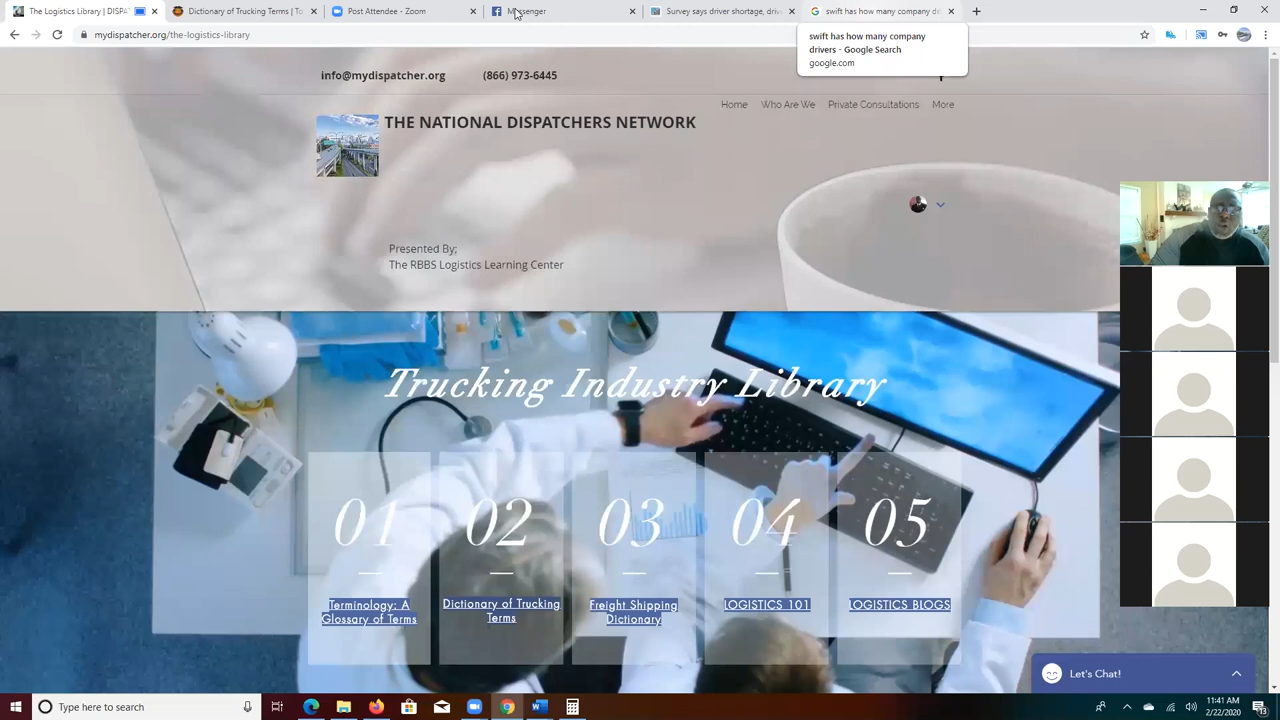 The Logistics Library | DISPA
Dictionary of Trucking Terms | To
Post Attendee - Zoom
Messenger
Survey says driver shortage, driv
swift has how many company dr
mydispatcher.org/the-logistics-library
swift has how many company
drivers - Google Search
google.com
info@mydispatcher.org
(866) 973-6445
Home
Who Are We
Private Consultations
More
THE NATIONAL DISPATCHERS NETWORK
Presented By;
The RBBS Logistics Learning Center
Trucking Industry Library
01
02
03
04
05
Terminology: A
Glossary of Terms
Dictionary of Trucking
Terms
Freight Shipping
Dictionary
LOGISTICS 101
LOGISTICS BLOGS
Let's Chat!
Type here to search
11:41 AM
2/22/2020